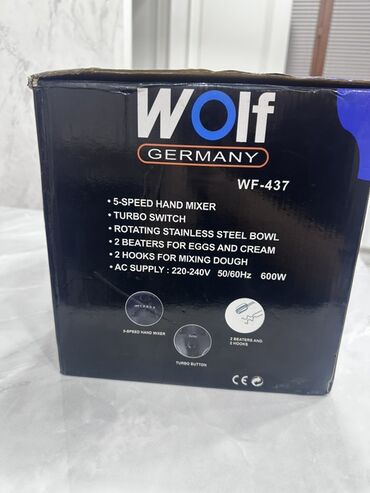 Wolf
GERMANY
WF-437
• 5-SPEED HAND MIXER
• TURBO SWITCH
• ROTATING STAINLESS STEEL BOWL
• 2 BEATERS FOR EGGS AND CREAM
• 2 HOOKS FOR MIXING DOUGH
• AC SUPPLY : 220-240V 50/60Hz 600W
5-SPEED HAND MIXER
TURBO BUTTON
2 BEATERS AND
2 HOOKS
CE